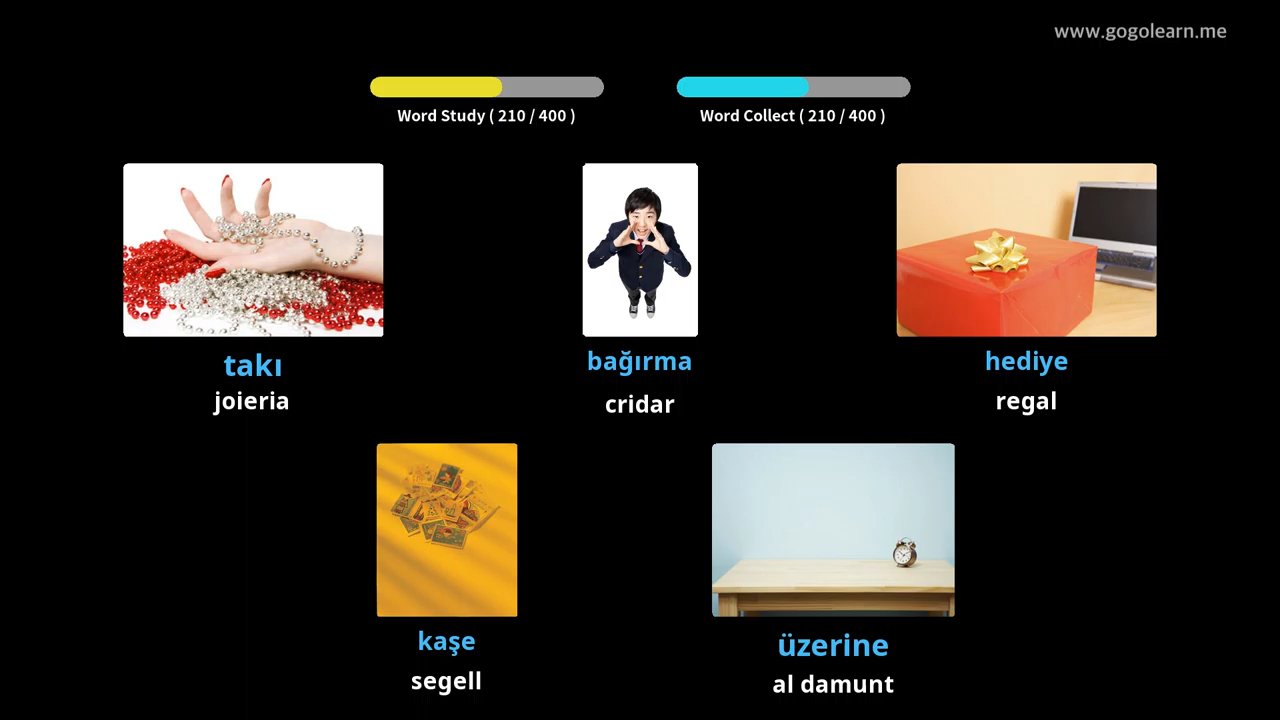 www.gogolearn.me
Word Study ( 210 / 400 )
Word Collect ( 210 / 400 )
takı
joieria
bağırma
cridar
hediye
regal
kaşe
segell
üzerine
al damunt